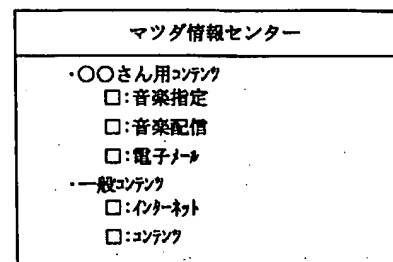 マツダ情報センター
・〇〇さん用コンテンツ
□:音楽指定
□:音楽配信
□:電子メール
・一般コンテンツ
□:インターネット
□:コンテンツ